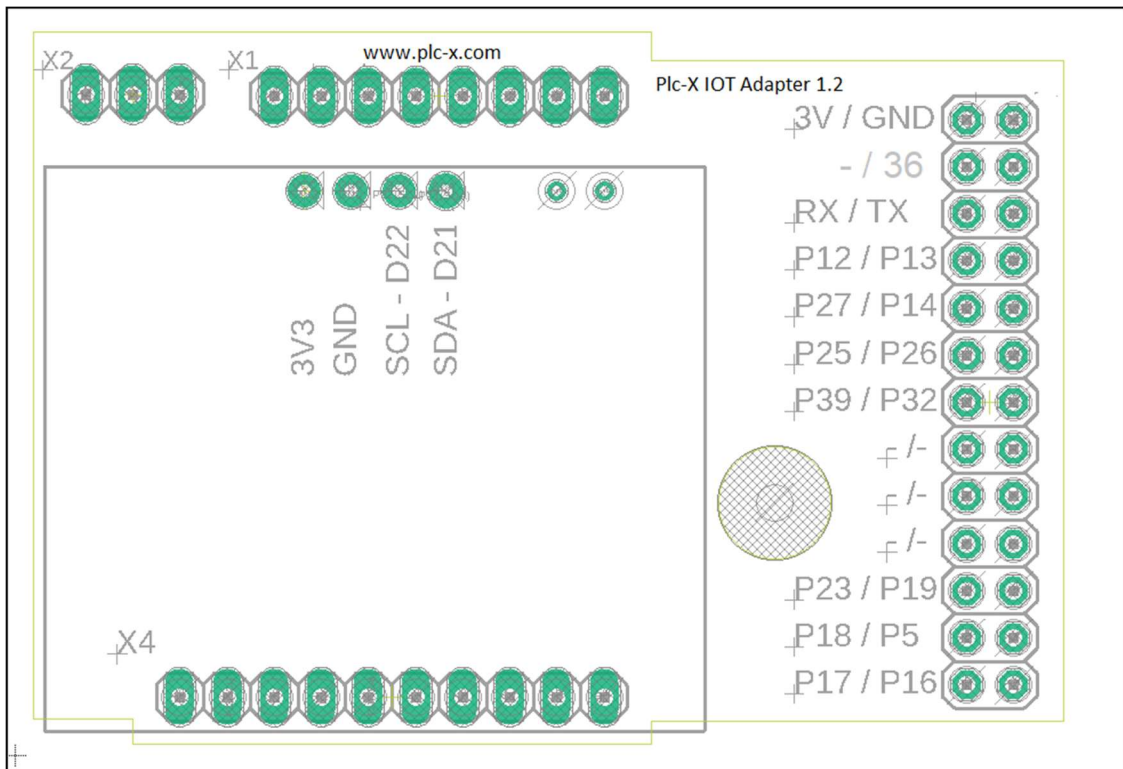 X2
X1
www.plc-x.com
Plc-X IOT Adapter 1.2
3V / GND
- / 36
RX / TX
P12 / P13
P27 / P14
P25 / P26
P39 / P32
/-
/-
/-
P23 / P19
P18 / P5
P17 / P16
3V3
GND
SCL - D22
SDA - D21
X4